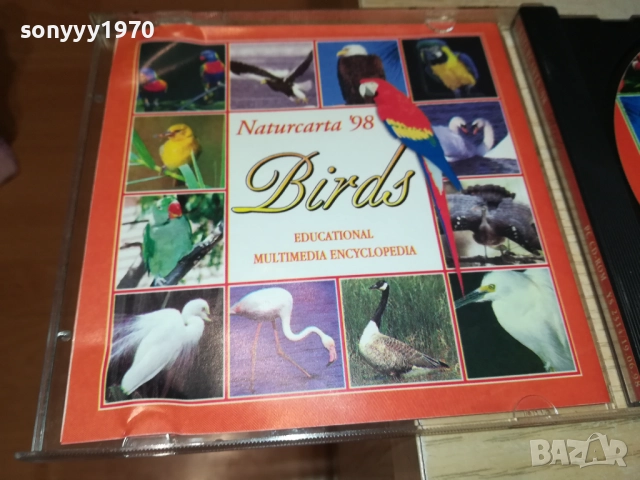 sonyyy1970
Naturcarta '98
Birds
EDUCATIONAL
MULTIMEDIA ENCYCLOPEDIA
BAZAR